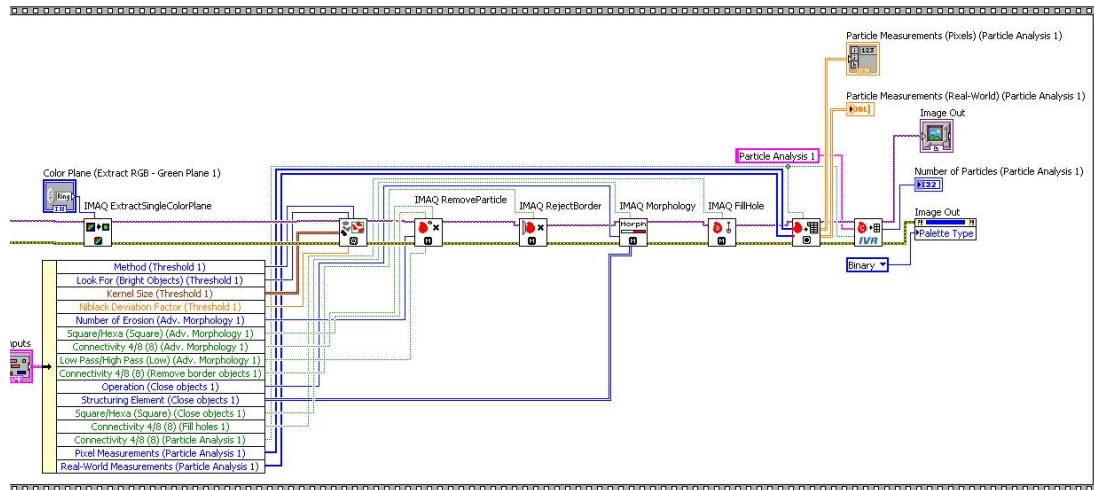 Particle Measurements (Pixels) (Particle Analysis 1)
123
DBL
Particle Measurements (Real-World) (Particle Analysis 1)
DBL
Image Out
Particle Analysis 1
Color Plane (Extract RGB - Green Plane 1)
Number of Particles (Particle Analysis 1)
Ring
I32
IMAQ ExtractSingleColorPlane
IMAQ RemoveParticle
IMAQ RejectBorder
IMAQ Morphology
IMAQ FillHole
Image Out
Morph
IVA
Palette Type
Binary
Method (Threshold 1)
Look For (Bright Objects) (Threshold 1)
Kernel Size (Threshold 1)
Niblack Deviation Factor (Threshold 1)
Number of Erosion (Adv. Morphology 1)
Square/Hexa (Square) (Adv. Morphology 1)
Connectivity 4/8 (8) (Adv. Morphology 1)
Low Pass/High Pass (Low) (Adv. Morphology 1)
Connectivity 4/8 (8) (Remove border objects 1)
Operation (Close objects 1)
Structuring Element (Close objects 1)
Square/Hexa (Square) (Close objects 1)
Connectivity 4/8 (8) (Fill holes 1)
Connectivity 4/8 (8) (Particle Analysis 1)
Pixel Measurements (Particle Analysis 1)
Real-World Measurements (Particle Analysis 1)
puts